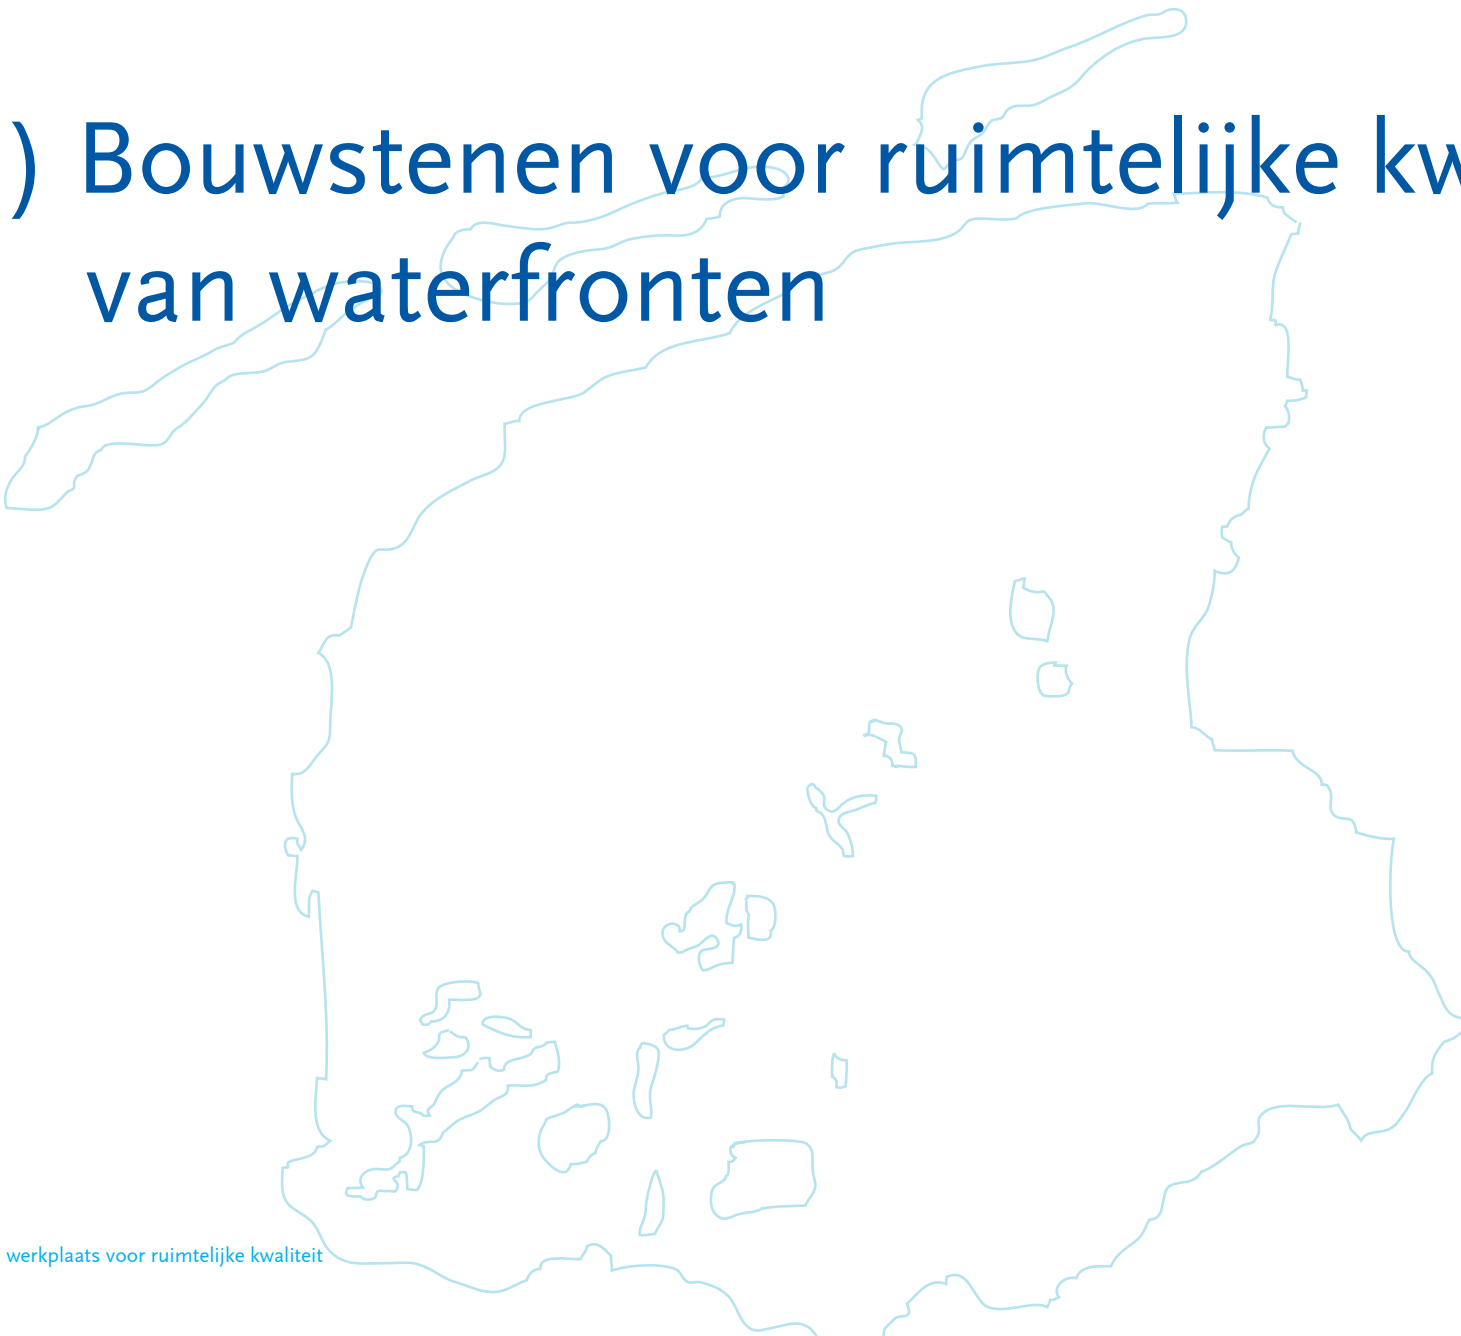 ) Bouwstenen voor ruimtelijke kw
van waterfronten
werkplaats voor ruimtelijke kwaliteit